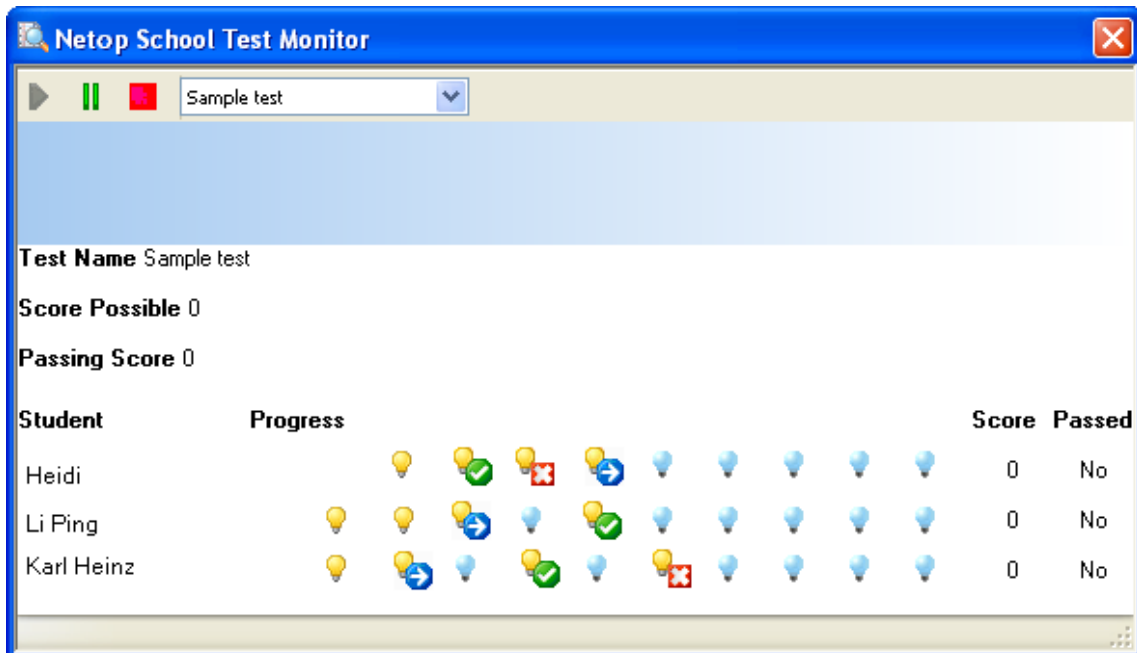 Netop School Test Monitor
Sample test
Test Name Sample test
Score Possible 0
Passing Score 0
Student Progress Score Passed
Heidi 0 No
Li Ping 0 No
Karl Heinz 0 No